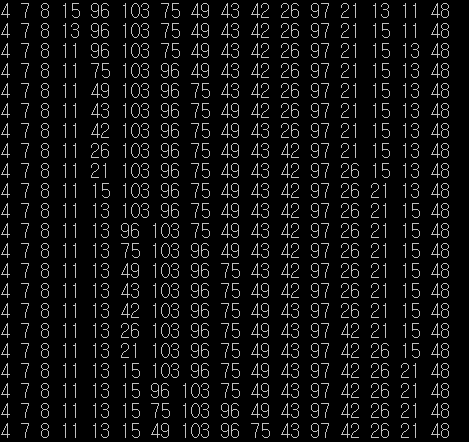 4 7 8 15 96 103 75 49 43 42 26 97 21 13 11 48
4 7 8 13 96 103 75 49 43 42 26 97 21 15 11 48
4 7 8 11 96 103 75 49 43 42 26 97 21 15 13 48
4 7 8 11 75 103 96 49 43 42 26 97 21 15 13 48
4 7 8 11 49 103 96 75 43 42 26 97 21 15 13 48
4 7 8 11 43 103 96 75 49 42 26 97 21 15 13 48
4 7 8 11 42 103 96 75 49 43 26 97 21 15 13 48
4 7 8 11 26 103 96 75 49 43 42 97 21 15 13 48
4 7 8 11 21 103 96 75 49 43 42 97 26 15 13 48
4 7 8 11 15 103 96 75 49 43 42 97 26 21 13 48
4 7 8 11 13 103 96 75 49 43 42 97 26 21 15 48
4 7 8 11 13 96 103 75 49 43 42 97 26 21 15 48
4 7 8 11 13 75 103 96 49 43 42 97 26 21 15 48
4 7 8 11 13 49 103 96 75 43 42 97 26 21 15 48
4 7 8 11 13 43 103 96 75 49 42 97 26 21 15 48
4 7 8 11 13 42 103 96 75 49 43 97 26 21 15 48
4 7 8 11 13 26 103 96 75 49 43 97 42 21 15 48
4 7 8 11 13 21 103 96 75 49 43 97 42 26 15 48
4 7 8 11 13 15 103 96 75 49 43 97 42 26 21 48
4 7 8 11 13 15 96 103 75 49 43 97 42 26 21 48
4 7 8 11 13 15 75 103 96 49 43 97 42 26 21 48
4 7 8 11 13 15 49 103 96 75 43 97 42 26 21 48